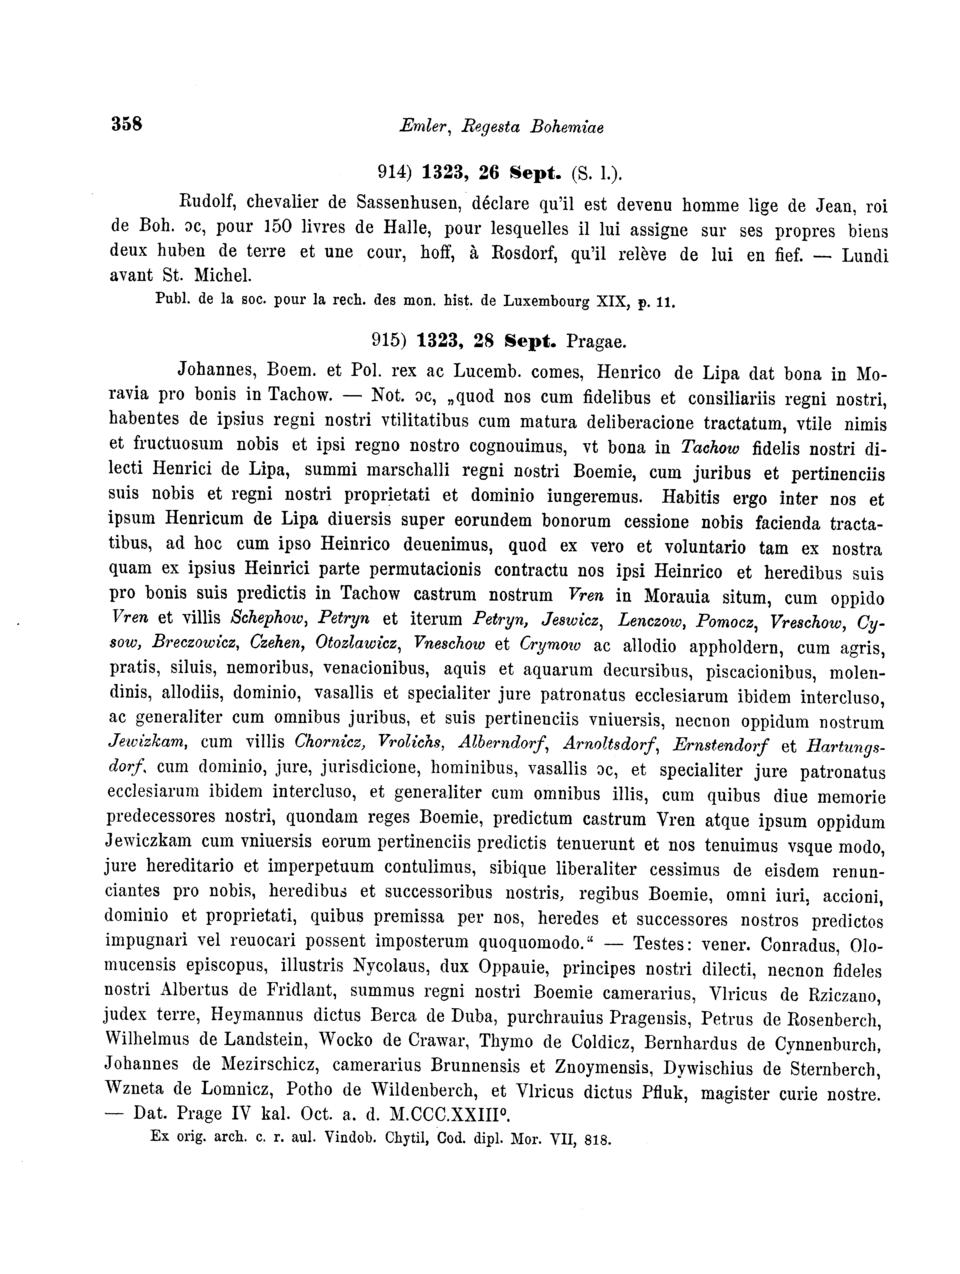 358
Emler, Regesta Bohemiae
914) 1323, 26 Sept. (S. l.).
Rudolf, chevalier de Sassenhusen, déclare qu'il est devenu homme lige de Jean, roi
de Boh. ɔc, pour 150 livres de Halle, pour lesquelles il lui assigne sur ses propres biens
deux huben de terre et une cour, hoff, à Rosdorf, qu'il relève de lui en fief. — Lundi
avant St. Michel.
Publ. de la soc. pour la rech. des mon. hist. de Luxembourg XIX, p. 11.
915) 1323, 28 Sept. Pragae.
Johannes, Boem. et Pol. rex ac Lucemb. comes, Henrico de Lipa dat bona in Mo-
ravia pro bonis in Tachow. — Not. ɔc, „quod nos cum fidelibus et consiliariis regni nostri,
habentes de ipsius regni nostri vtilitatibus cum matura deliberacione tractatum, vtile nimis
et fructuosum nobis et ipsi regno nostro cognouimus, vt bona in Tachow fidelis nostri di-
lecti Henrici de Lipa, summi marschalli regni nostri Boemie, cum juribus et pertinenciis
suis nobis et regni nostri proprietati et dominio iungeremus. Habitis ergo inter nos et
ipsum Henricum de Lipa diuersis super eorundem bonorum cessione nobis facienda tracta-
tibus, ad hoc cum ipso Heinrico deuenimus, quod ex vero et voluntario tam ex nostra
quam ex ipsius Heinrici parte permutacionis contractu nos ipsi Heinrico et heredibus suis
pro bonis suis predictis in Tachow castrum nostrum Vren in Morauia situm, cum oppido
Vren et villis Schephow, Petryn et iterum Petryn, Jeswicz, Lenczow, Pomocz, Vreschow, Cy-
sow, Breczowicz, Czehen, Otozlawicz, Vneschow et Crymow ac allodio appholdern, cum agris,
pratis, siluis, nemoribus, venacionibus, aquis et aquarum decursibus, piscacionibus, molen-
dinis, allodiis, dominio, vasallis et specialiter jure patronatus ecclesiarum ibidem intercluso,
ac generaliter cum omnibus juribus, et suis pertinenciis vniuersis, necnon oppidum nostrum
Jewizkam, cum villis Chornicz, Vrolichs, Alberndorf, Arnoltsdorf, Ernstendorf et Hartungs-
dorf, cum dominio, jure, jurisdicione, hominibus, vasallis ɔc, et specialiter jure patronatus
ecclesiarum ibidem intercluso, et generaliter cum omnibus illis, cum quibus diue memorie
predecessores nostri, quondam reges Boemie, predictum castrum Vren atque ipsum oppidum
Jewiczkam cum vniuersis eorum pertinenciis predictis tenuerunt et nos tenuimus vsque modo,
jure hereditario et imperpetuum contulimus, sibique liberaliter cessimus de eisdem renun-
ciantes pro nobis, heredibus et successoribus nostris, regibus Boemie, omni iuri, accioni,
dominio et proprietati, quibus premissa per nos, heredes et successores nostros predictos
impugnari vel reuocari possent imposterum quoquomodo.“ — Testes: vener. Conradus, Olo-
mucensis episcopus, illustris Nycolaus, dux Oppauie, principes nostri dilecti, necnon fideles
nostri Albertus de Fridlant, summus regni nostri Boemie camerarius, Vlricus de Rziczano,
judex terre, Heymannus dictus Berca de Duba, purchrauius Pragensis, Petrus de Rosenberch,
Wilhelmus de Landstein, Wocko de Crawar, Thymo de Coldicz, Bernhardus de Cynnenburch,
Johannes de Mezirschicz, camerarius Brunnensis et Znoymensis, Dywischius de Sternberch,
Wzneta de Lomnicz, Potho de Wildenberch, et Vlricus dictus Pfluk, magister curie nostre.
— Dat. Prage IV kal. Oct. a. d. M.CCC.XXIIIº.
Ex orig. arch. c. r. aul. Vindob. Chytil, Cod. dipl. Mor. VII, 818.